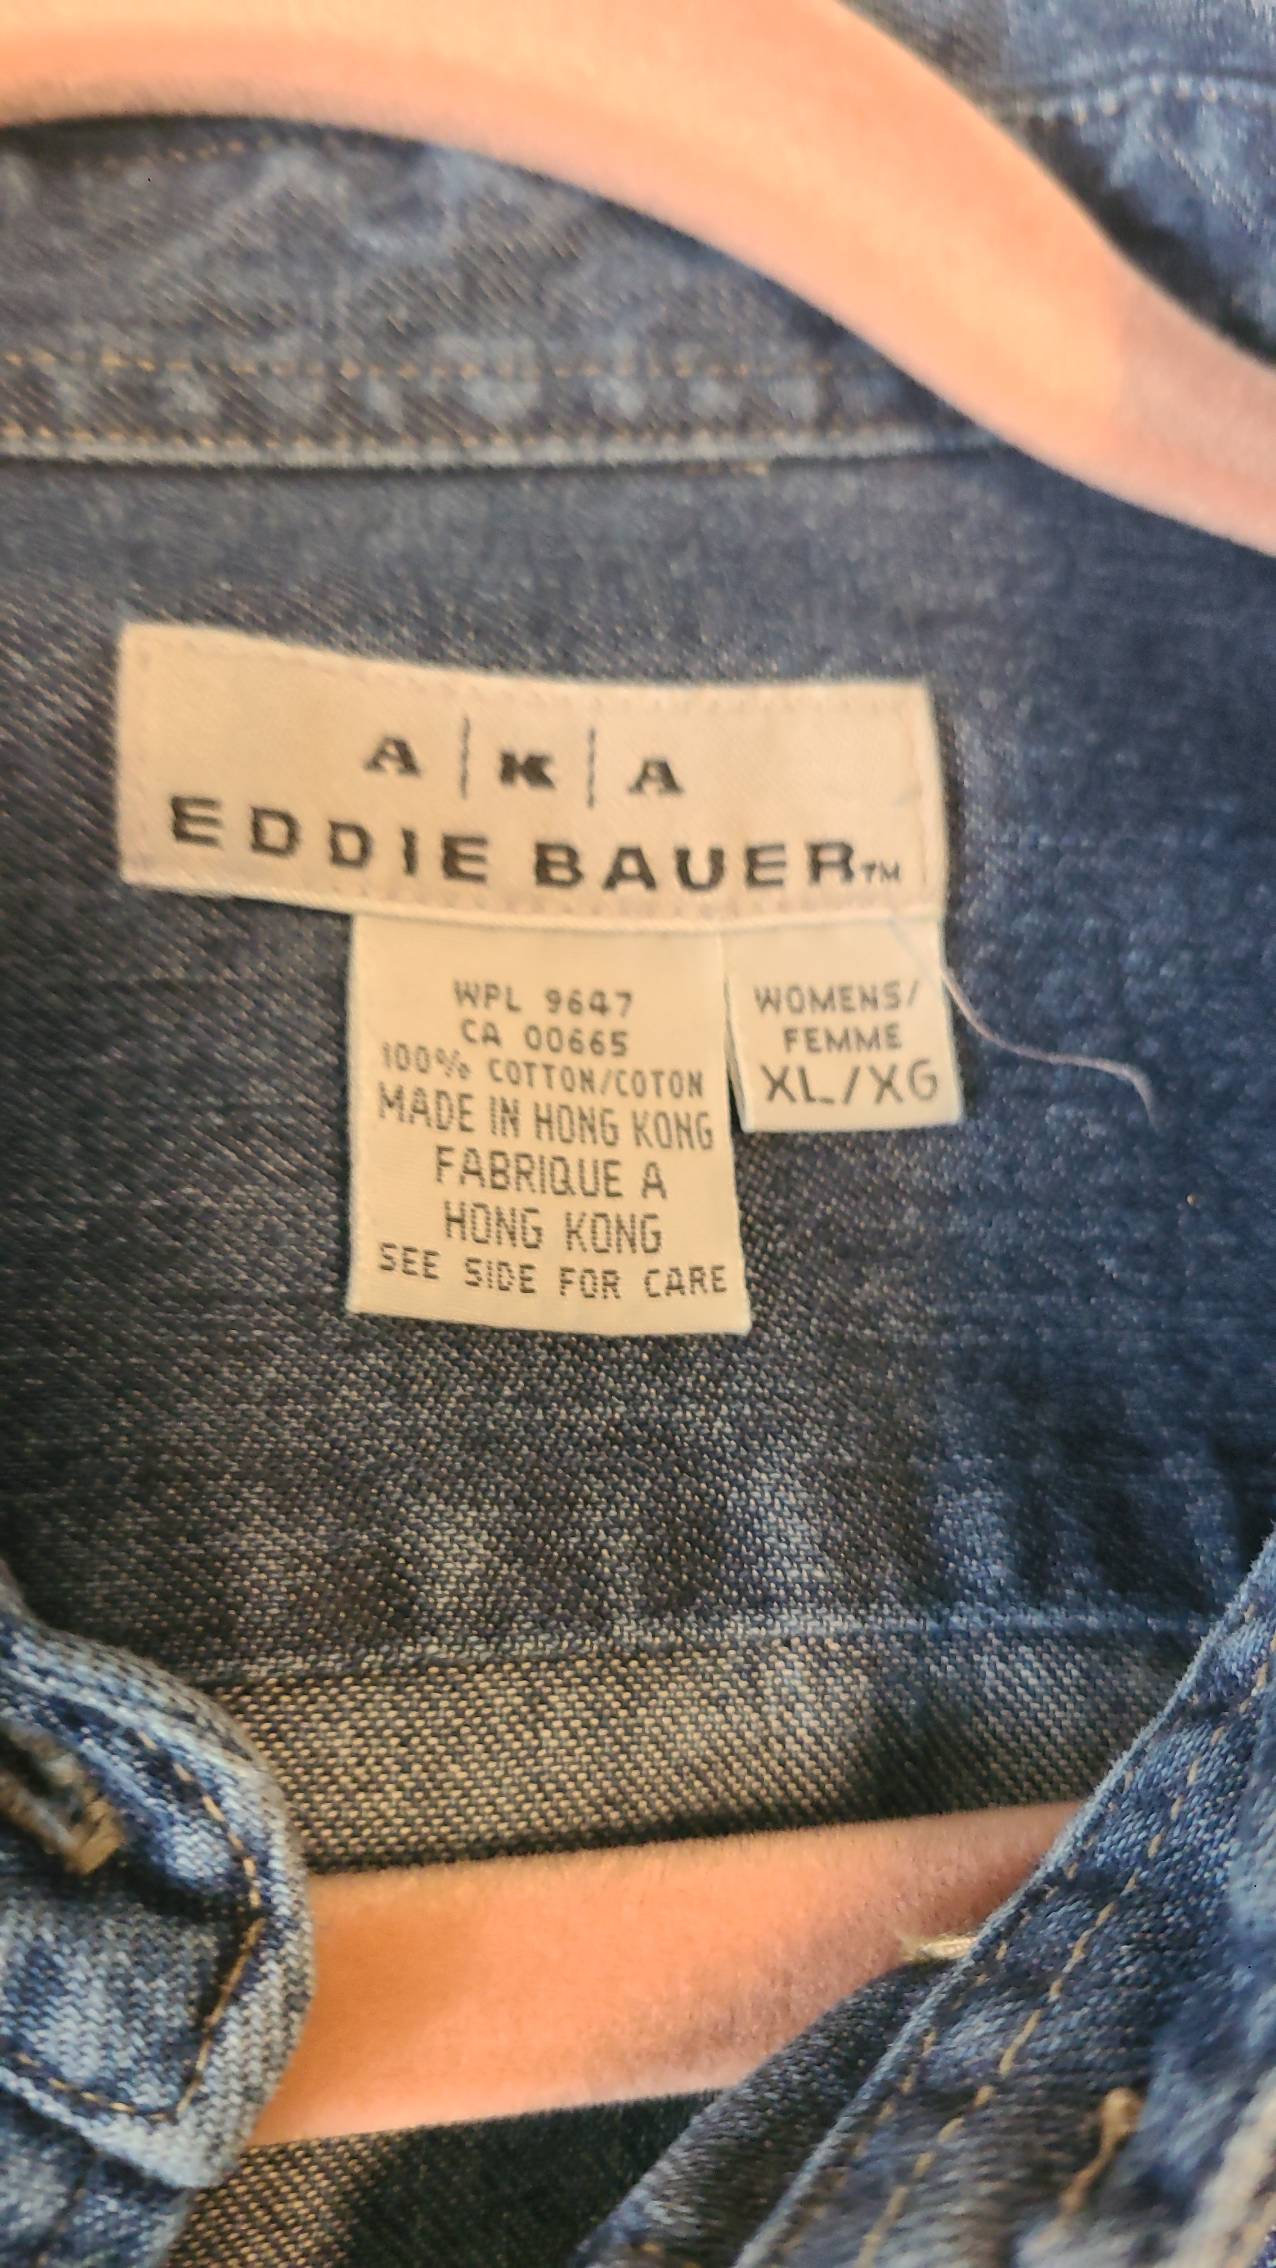 A|K|A
EDDIE BAUER™
WPL 9647
CA 00665
100% COTTON/COTON
MADE IN HONG KONG
FABRIQUE A
HONG KONG
SEE SIDE FOR CARE
WOMENS/
FEMME
XL/XG